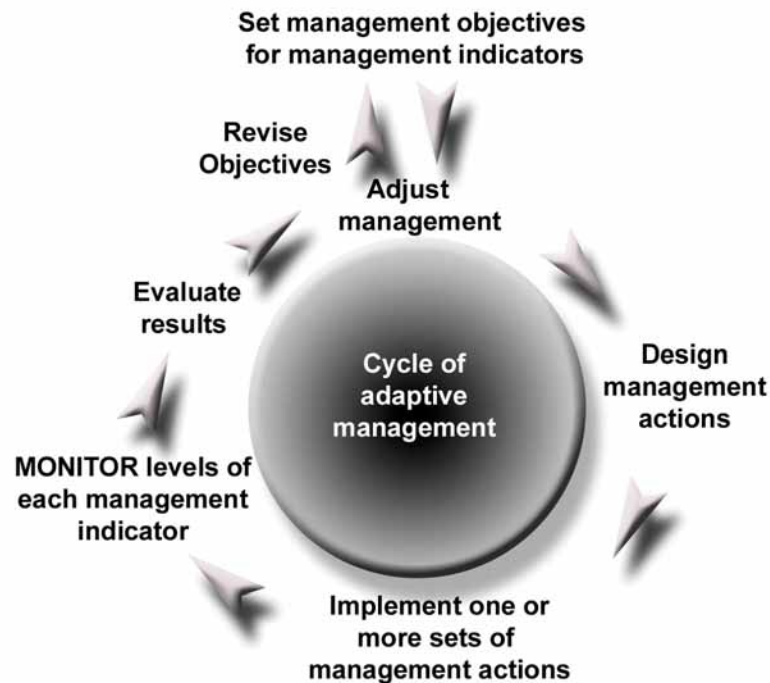 Set management objectives
for management indicators
Revise
Objectives
Adjust
management
Evaluate
results
Cycle of
adaptive
management
Design
management
actions
MONITOR levels of
each management
indicator
Implement one or
more sets of
management actions